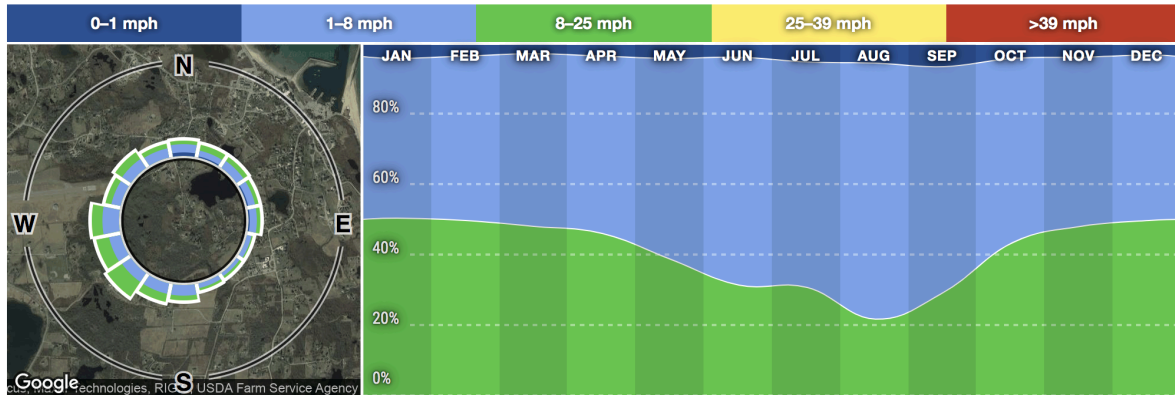 0–1 mph
1–8 mph
8–25 mph
25–39 mph
>39 mph
N
W
E
S
Google
Technologies, RIG
USDA Farm Service Agency
JAN FEB MAR APR MAY JUN JUL AUG SEP OCT NOV DEC
80%
60%
40%
20%
0%